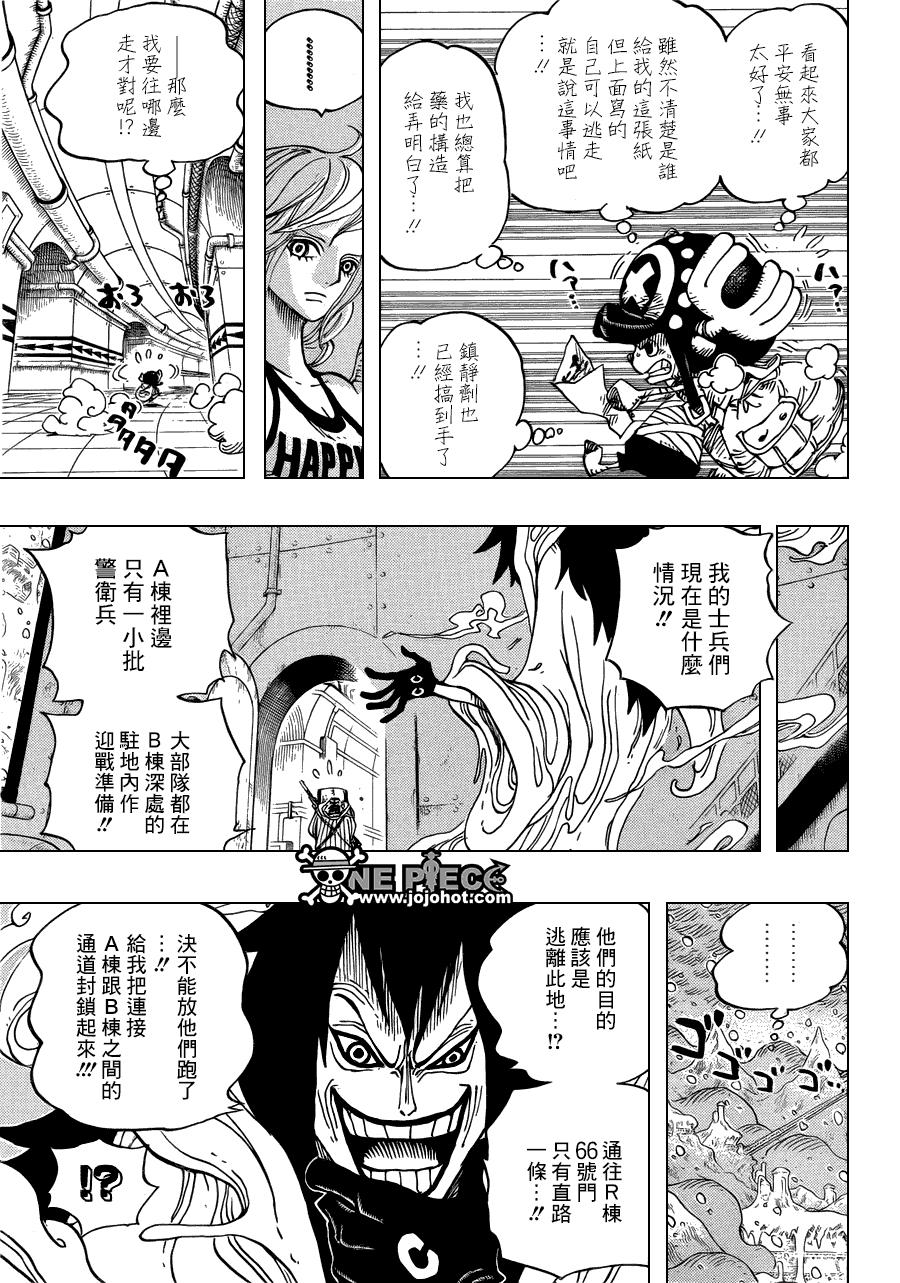 看起來大家都
平安無事
太好了…!!
雖然不清楚是誰
給我的這張紙
但上面寫的
自己可以逃走
就是說這事情吧
…!!
我也總算把
藥的構造
給弄明白了…!!
鎮靜劑也
已經搞到手了
…!!
ハァ…
ハァ…
…………
HAPPY
——那麼
我要往哪邊
走才對呢!?
おろ
おろ
タタタタ
我的士兵們
現在是什麼
情況!!
A棟裡邊
只有一小批
警衛兵
大部隊都在
B棟深處的
駐地內作
迎戰準備!!
ONE PIECE
www.jojohot.com
………
………
ゴゴゴ
他們的目的
應該是
逃離此地…!?
通往R棟
66號門
只有直路
一條…!!
C
決不能放他們跑了
…!!
給我把連接
A棟跟B棟之間的
通道封鎖起來!!!
!?